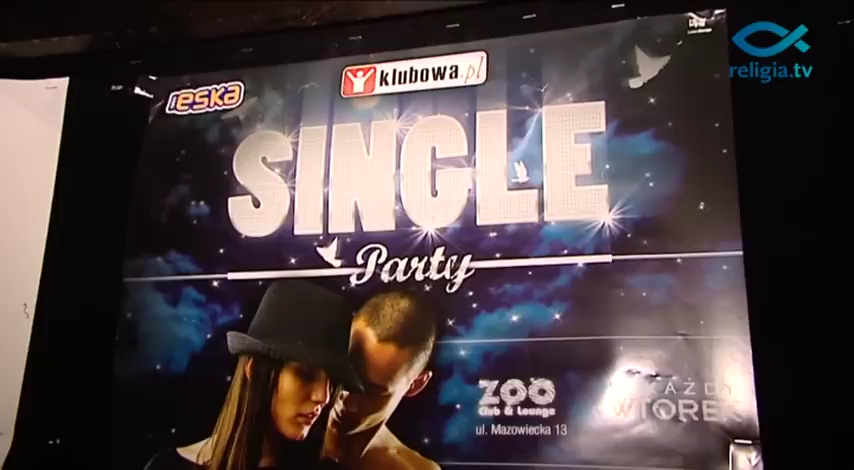 religia.tv
klubowa.pl
eska
SINGLE
Party
ZOO
Club & Lounge
ul. Mazowiecka 13
KAŻDY
WTOREK